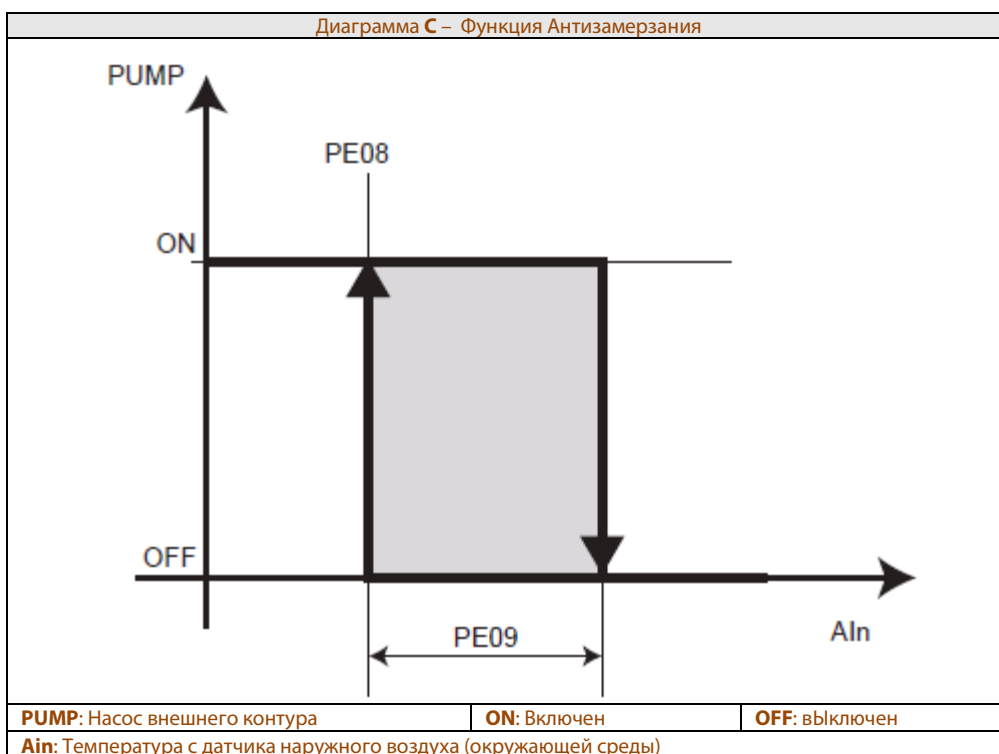 Диаграмма C – Функция Антизамерзания
PUMP
PE08
ON
OFF
PE09
AIn
PUMP: Насос внешнего контура ON: Включен OFF: вЫключен
Ain: Температура с датчика наружного воздуха (окружающей среды)